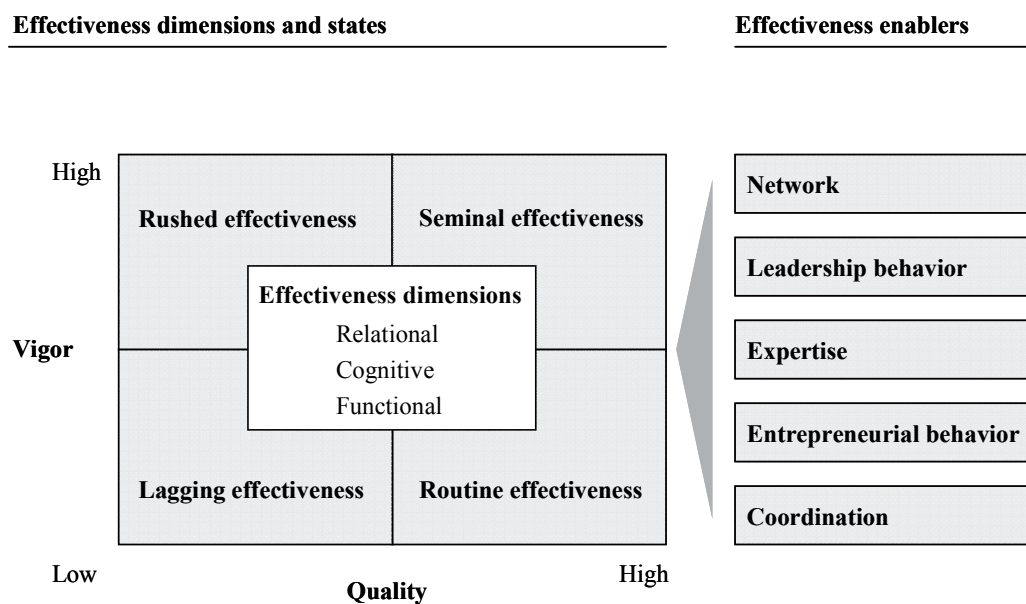 Effectiveness dimensions and states
Effectiveness enablers
High
Rushed effectiveness
Seminal effectiveness
Effectiveness dimensions
Relational
Cognitive
Functional
Vigor
Lagging effectiveness
Routine effectiveness
Low
Quality
High
Network
Leadership behavior
Expertise
Entrepreneurial behavior
Coordination